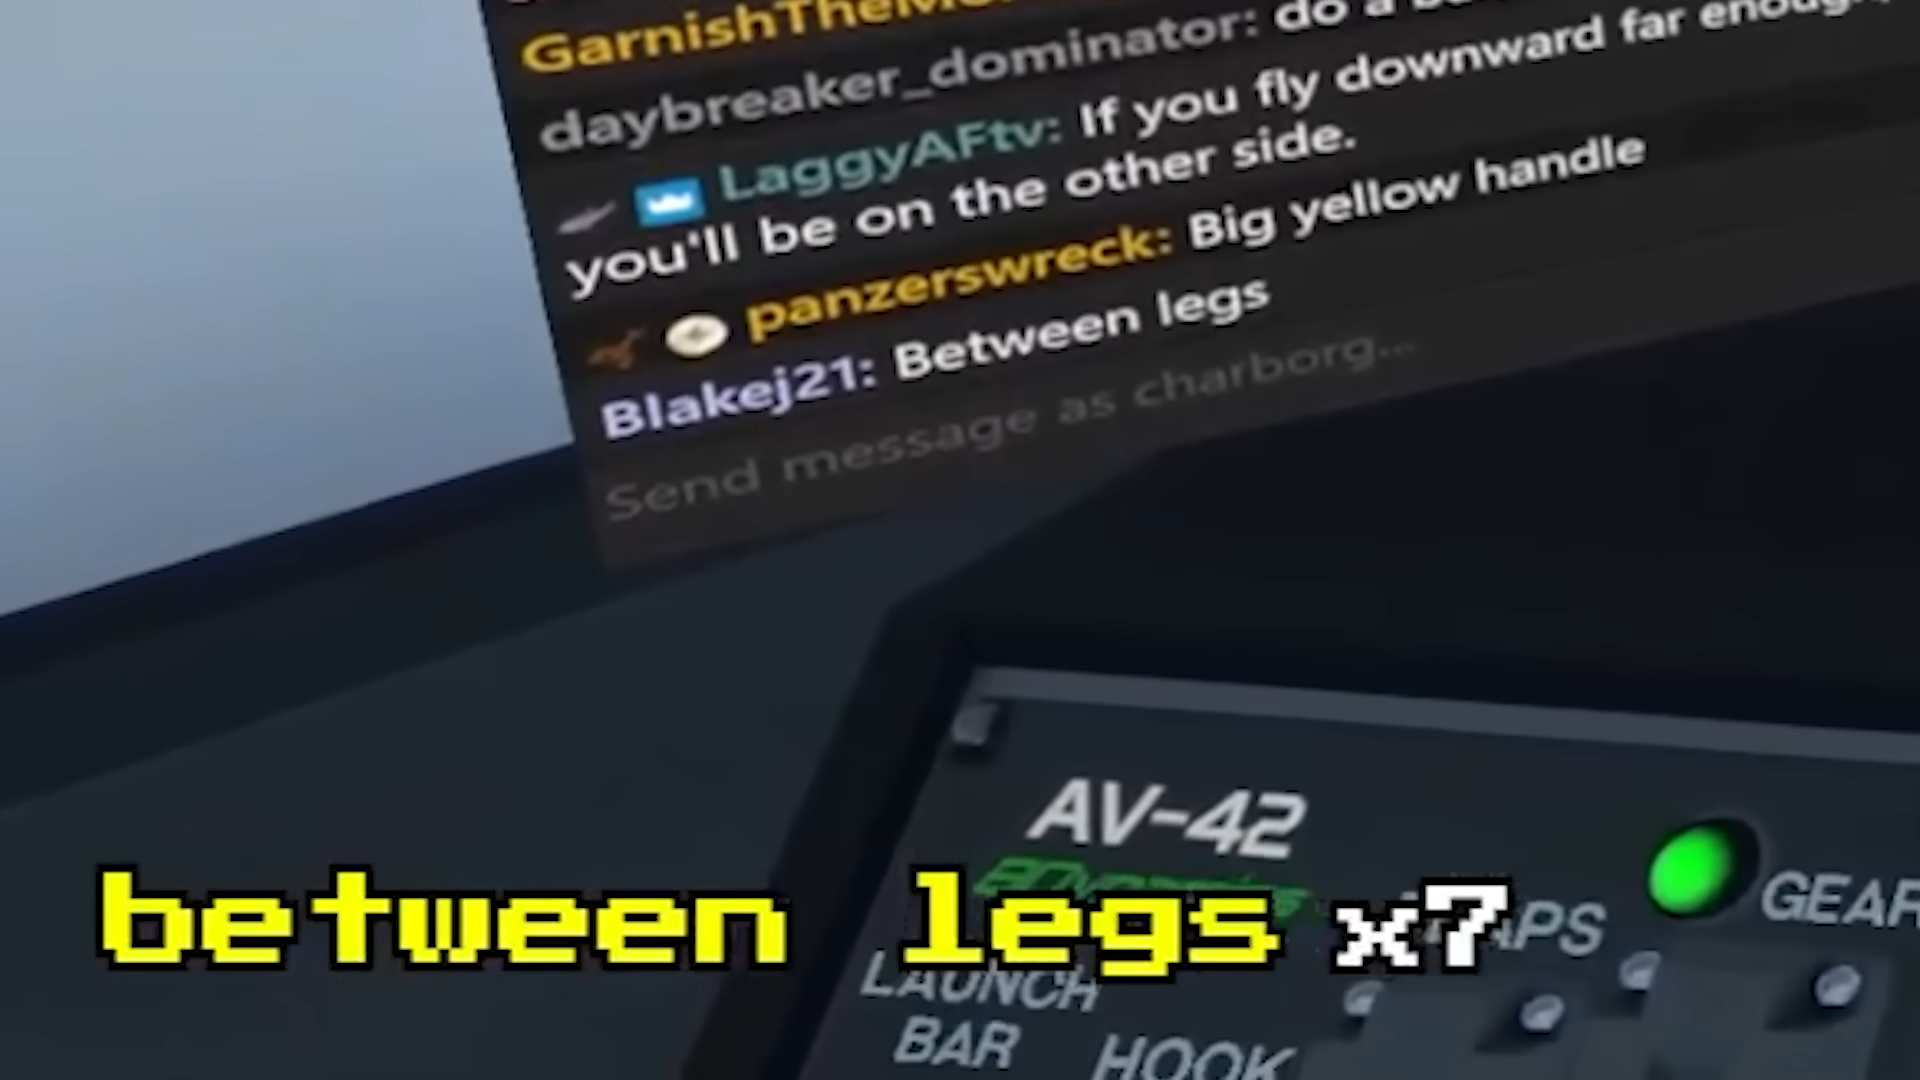 daybreaker_dominator: do a
LaggyAFtv: If you fly downward far enough,
you'll be on the other side.
panzerswreck: Big yellow handle
Blakej21: Between legs
Send message as charborg...
AV-42
between legs x7
GEAR
LAUNCH
BAR
HOOK